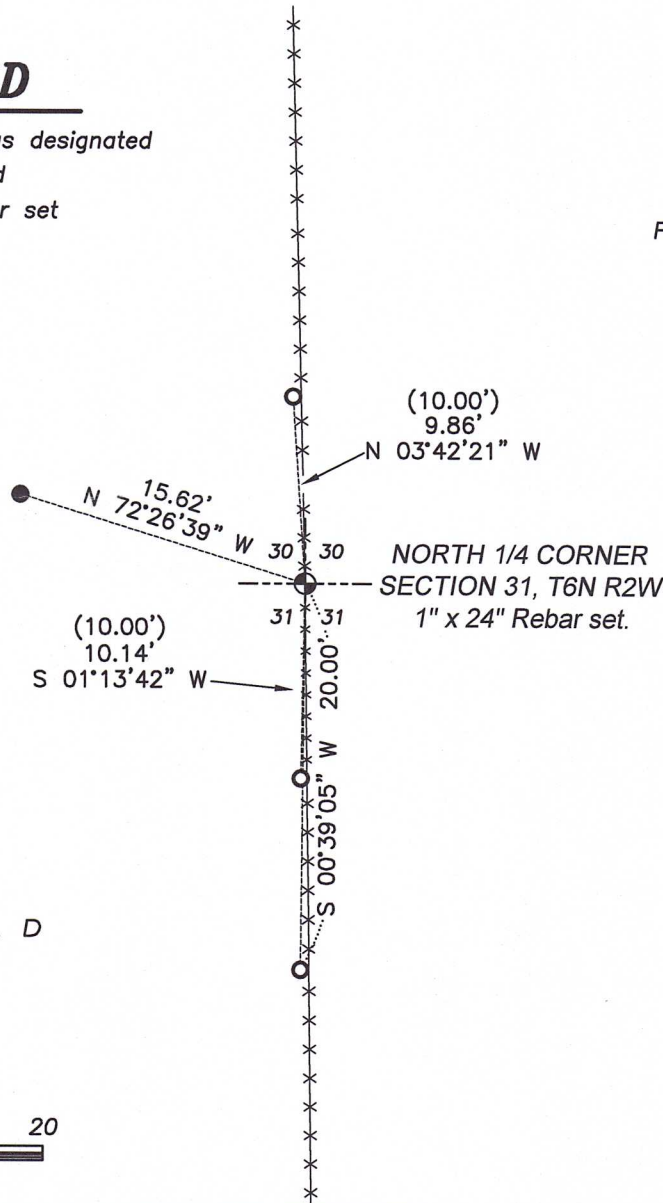 D
as designated
d
r set
F
(10.00')
9.86'
N 03°42'21" W
15.62'
N 72°26'39" W
30 30
31 31
NORTH 1/4 CORNER
SECTION 31, T6N R2W
1" x 24" Rebar set.
(10.00')
10.14'
S 01°13'42" W
S 00°39'05" W 20.00'
D
20